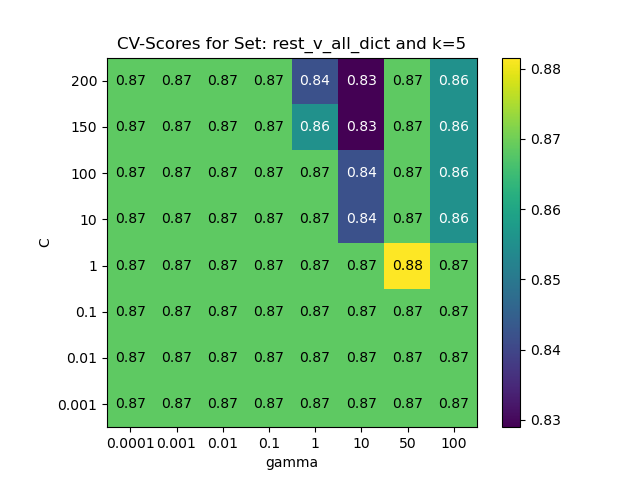 CV-Scores for Set: rest_v_all_dict and k=5
200 0.87 0.87 0.87 0.87 0.84 0.83 0.87 0.86
150 0.87 0.87 0.87 0.87 0.86 0.83 0.87 0.86
100 0.87 0.87 0.87 0.87 0.87 0.84 0.87 0.86
10 0.87 0.87 0.87 0.87 0.87 0.84 0.87 0.86
C
1 0.87 0.87 0.87 0.87 0.87 0.87 0.88 0.87
0.1 0.87 0.87 0.87 0.87 0.87 0.87 0.87 0.87
0.01 0.87 0.87 0.87 0.87 0.87 0.87 0.87 0.87
0.001 0.87 0.87 0.87 0.87 0.87 0.87 0.87 0.87
0.0001 0.001 0.01 0.1 1 10 50 100
gamma
0.88
0.87
0.86
0.85
0.84
0.83